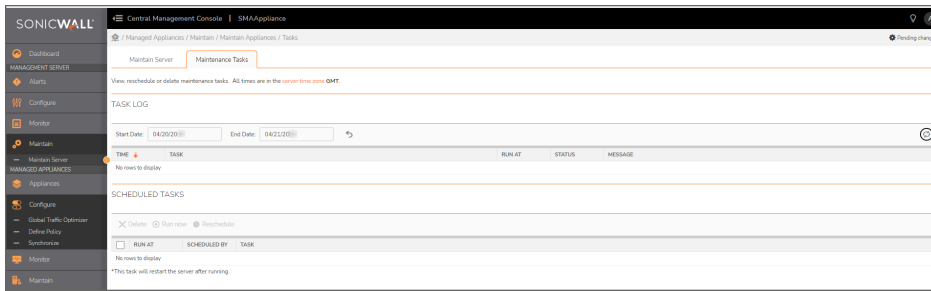 SONICWALL
Central Management Console | SMAAppliance
/ Managed Appliances / Maintain / Maintain Appliances / Tasks
Pending chang
Dashboard
MANAGEMENT SERVER
Alerts
Configure
Monitor
Maintain
Maintain Server
MANAGED APPLIANCES
Appliances
Configure
Global Traffic Optimizer
Define Policy
Synchronize
Monitor
Maintain
Maintain Server
Maintenance Tasks
View, reschedule or delete maintenance tasks. All times are in the server time zone GMT.
TASK LOG
Start Date: 04/20/20
End Date: 04/21/20
TIME TASK RUN AT STATUS MESSAGE
No rows to display
SCHEDULED TASKS
Delete Run now Reschedule
RUN AT SCHEDULED BY TASK
No rows to display
*This task will restart the server after running.